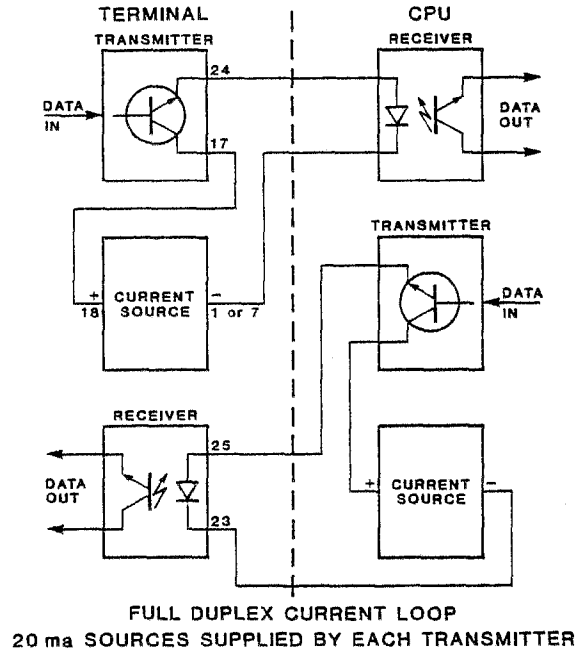 TERMINAL
CPU
TRANSMITTER
RECEIVER
24
DATA
IN
DATA
OUT
17
TRANSMITTER
+
CURRENT
SOURCE
−
18
1 or 7
DATA
IN
RECEIVER
25
DATA
OUT
+
CURRENT
SOURCE
−
23
FULL DUPLEX CURRENT LOOP
20 ma SOURCES SUPPLIED BY EACH TRANSMITTER